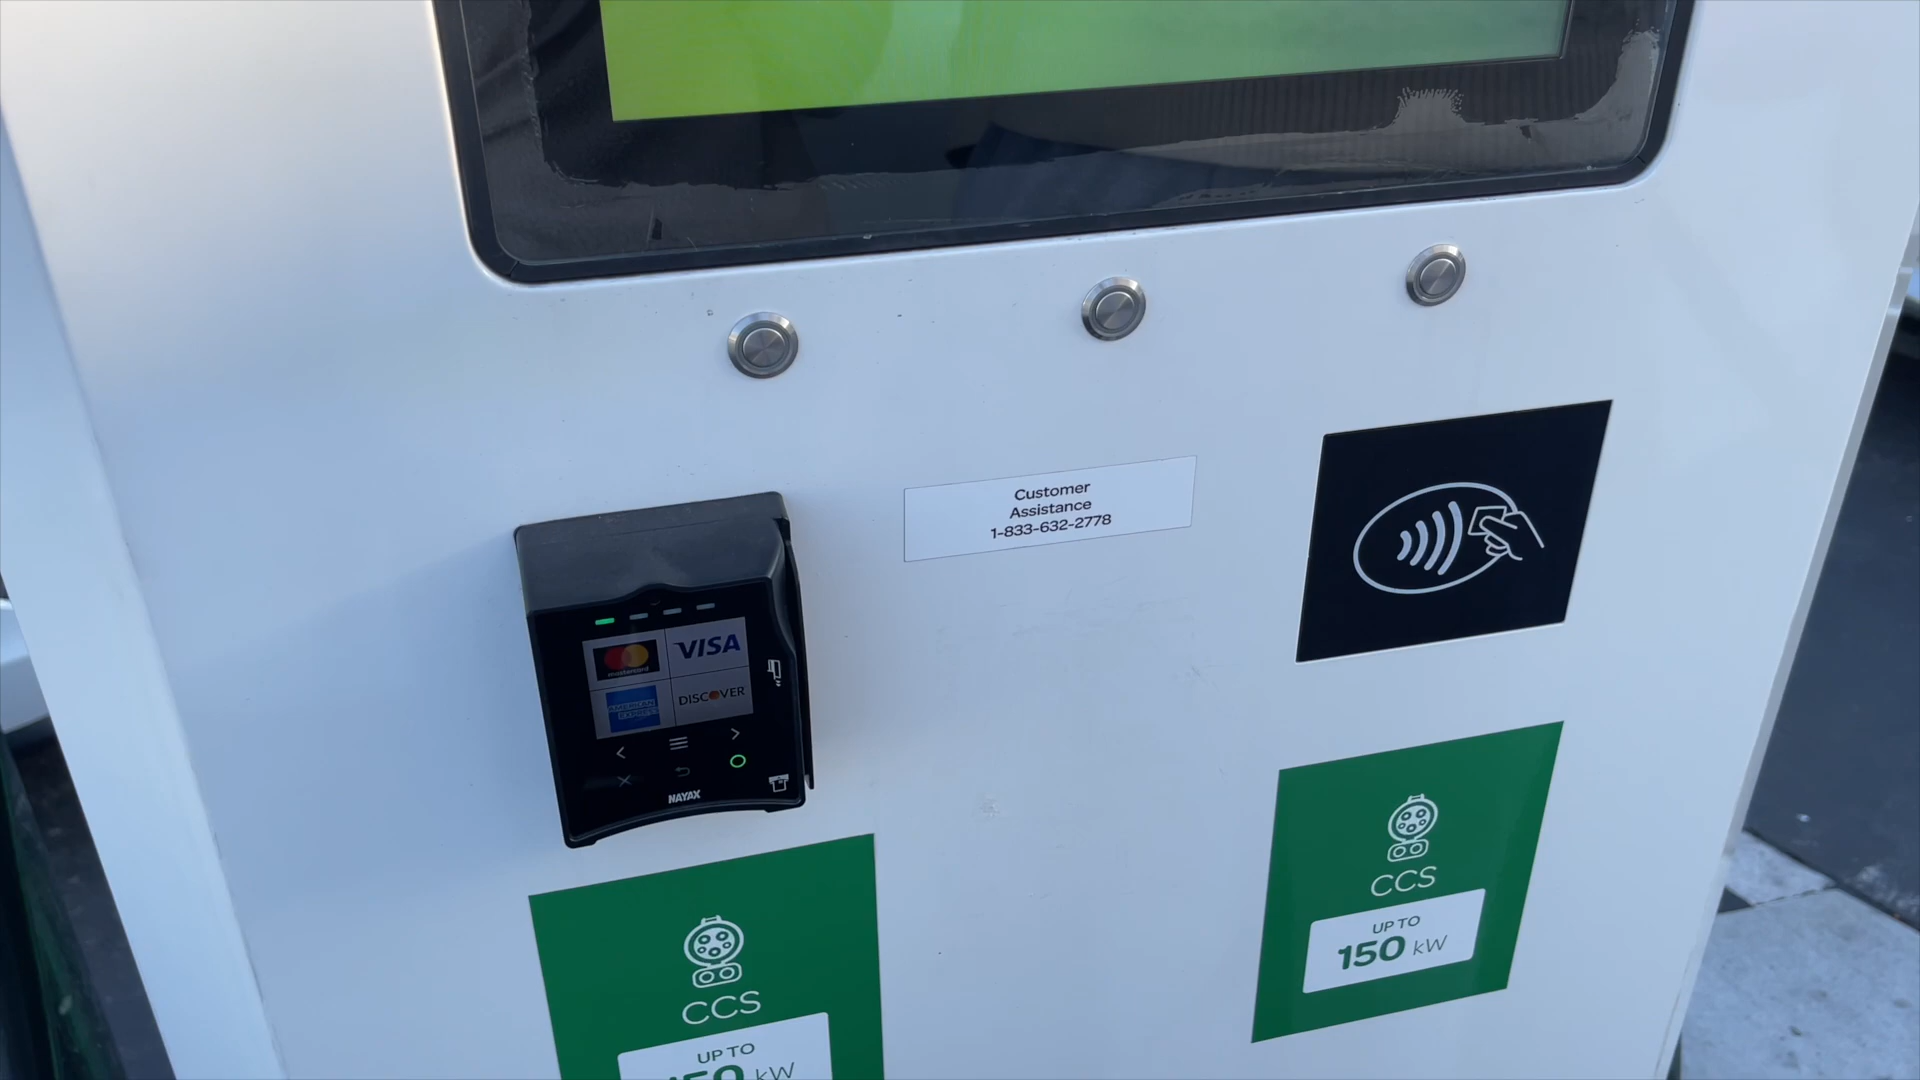 Customer
Assistance
1-833-632-2778
mastercard
VISA
AMERICAN
EXPRESS
DISCOVER
NAYAX
CCS
UP TO
150 kW
CCS
UP TO
150 kW